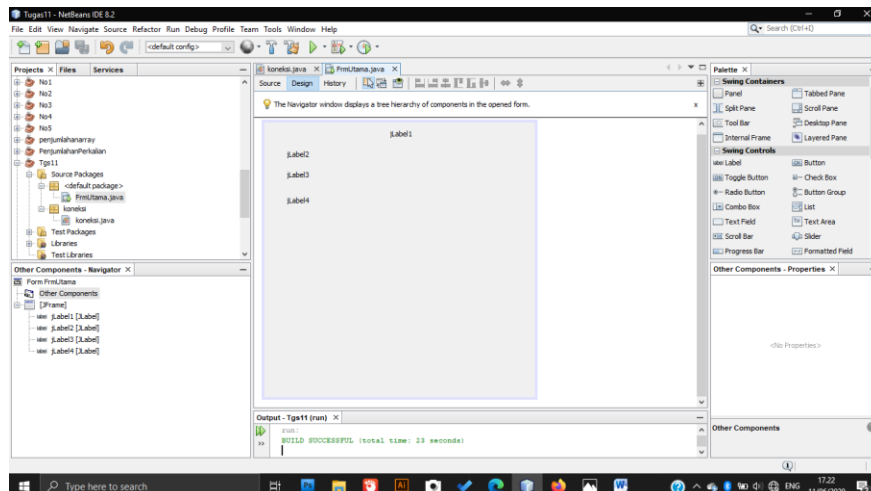 Tugas11 - NetBeans IDE 8.2
File Edit View Navigate Source Refactor Run Debug Profile Team Tools Window Help
Search (Ctrl+I)
<default config>
Projects Files Services
No1
No2
No3
No4
No5
penjumlahanarray
PenjumlahanPerkalian
Tgs11
Source Packages
<default package>
FrmUtama.java
koneksi
koneksi.java
Test Packages
Libraries
Test Libraries
Other Components - Navigator
Form FrmUtama
Other Components
[JFrame]
jLabel1 [JLabel]
jLabel2 [JLabel]
jLabel3 [JLabel]
jLabel4 [JLabel]
koneksi.java FrmUtama.java
Source Design History
The Navigator window displays a tree hierarchy of components in the opened form.
jLabel1
jLabel2
jLabel3
jLabel4
Output - Tgs11 (run)
run:
BUILD SUCCESSFUL (total time: 23 seconds)
Palette
Swing Containers
Panel Tabbed Pane
Split Pane Scroll Pane
Tool Bar Desktop Pane
Internal Frame Layered Pane
Swing Controls
label Label Button
Toggle Button Check Box
Radio Button Button Group
Combo Box List
Text Field Text Area
Scroll Bar Slider
Progress Bar Formatted Field
Other Components - Properties
<No Properties>
Other Components
Type here to search
Ps
Ai
W
ENG
17.22
11/06/2020